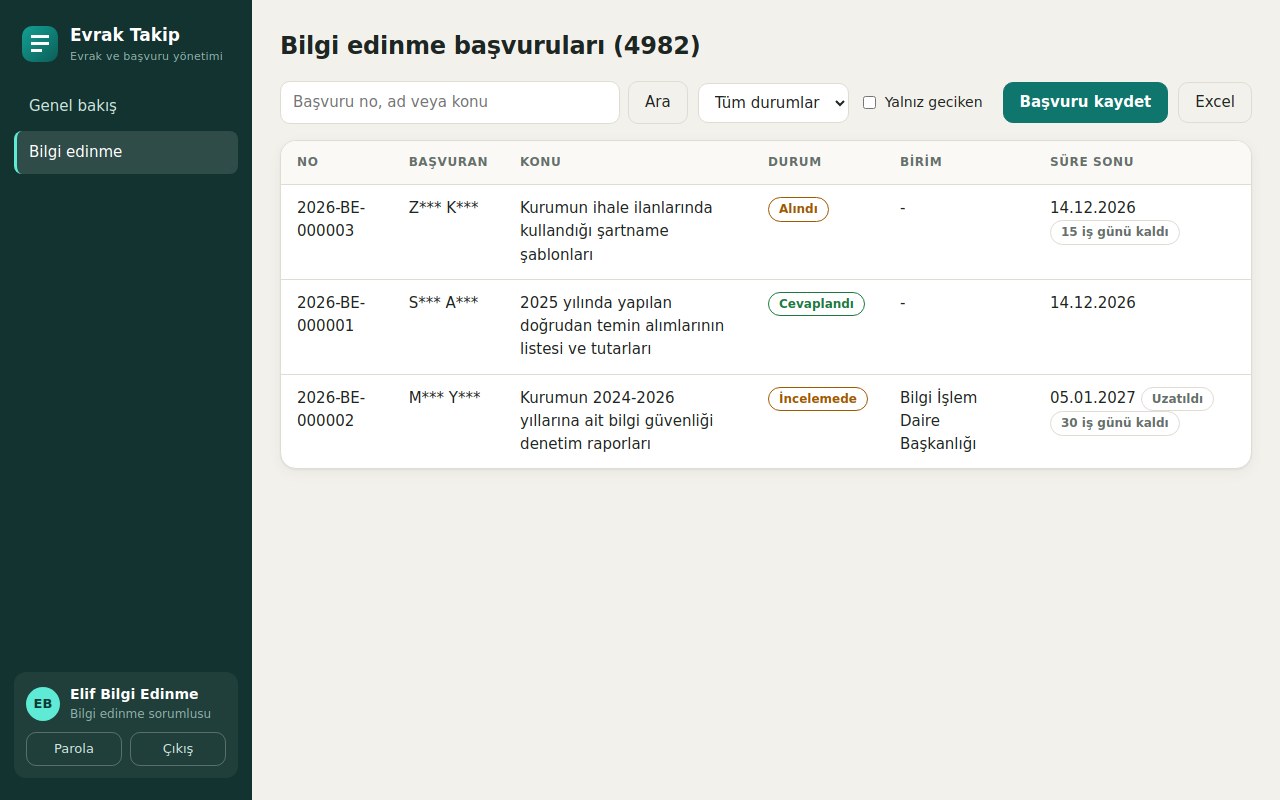 Evrak Takip
Evrak ve başvuru yönetimi
Genel bakış
Bilgi edinme
EB
Elif Bilgi Edinme
Bilgi edinme sorumlusu
Parola
Çıkış
Bilgi edinme başvuruları (4982)
Başvuru no, ad veya konu
Ara
Tüm durumlar
Yalnız geciken
Başvuru kaydet
Excel
NO BAŞVURAN KONU DURUM BİRİM SÜRE SONU
2026-BE-
000003
Z*** K***
Kurumun ihale ilanlarında
kullandığı şartname
şablonları
Alındı
-
14.12.2026
15 iş günü kaldı
2026-BE-
000001
S*** A***
2025 yılında yapılan
doğrudan temin alımlarının
listesi ve tutarları
Cevaplandı
-
14.12.2026
2026-BE-
000002
M*** Y***
Kurumun 2024-2026
yıllarına ait bilgi güvenliği
denetim raporları
İncelemede
Bilgi İşlem
Daire
Başkanlığı
05.01.2027 Uzatıldı
30 iş günü kaldı